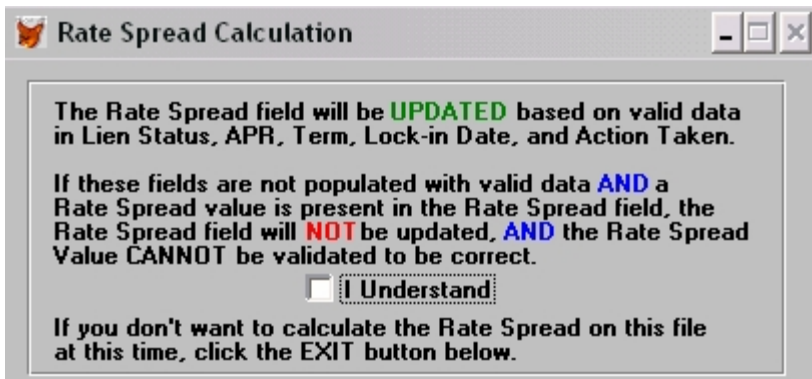 Rate Spread Calculation
The Rate Spread field will be UPDATED based on valid data
in Lien Status, APR, Term, Lock-in Date, and Action Taken.
If these fields are not populated with valid data AND a
Rate Spread value is present in the Rate Spread field, the
Rate Spread field will NOT be updated, AND the Rate Spread
Value CANNOT be validated to be correct.
I Understand
If you don't want to calculate the Rate Spread on this file
at this time, click the EXIT button below.